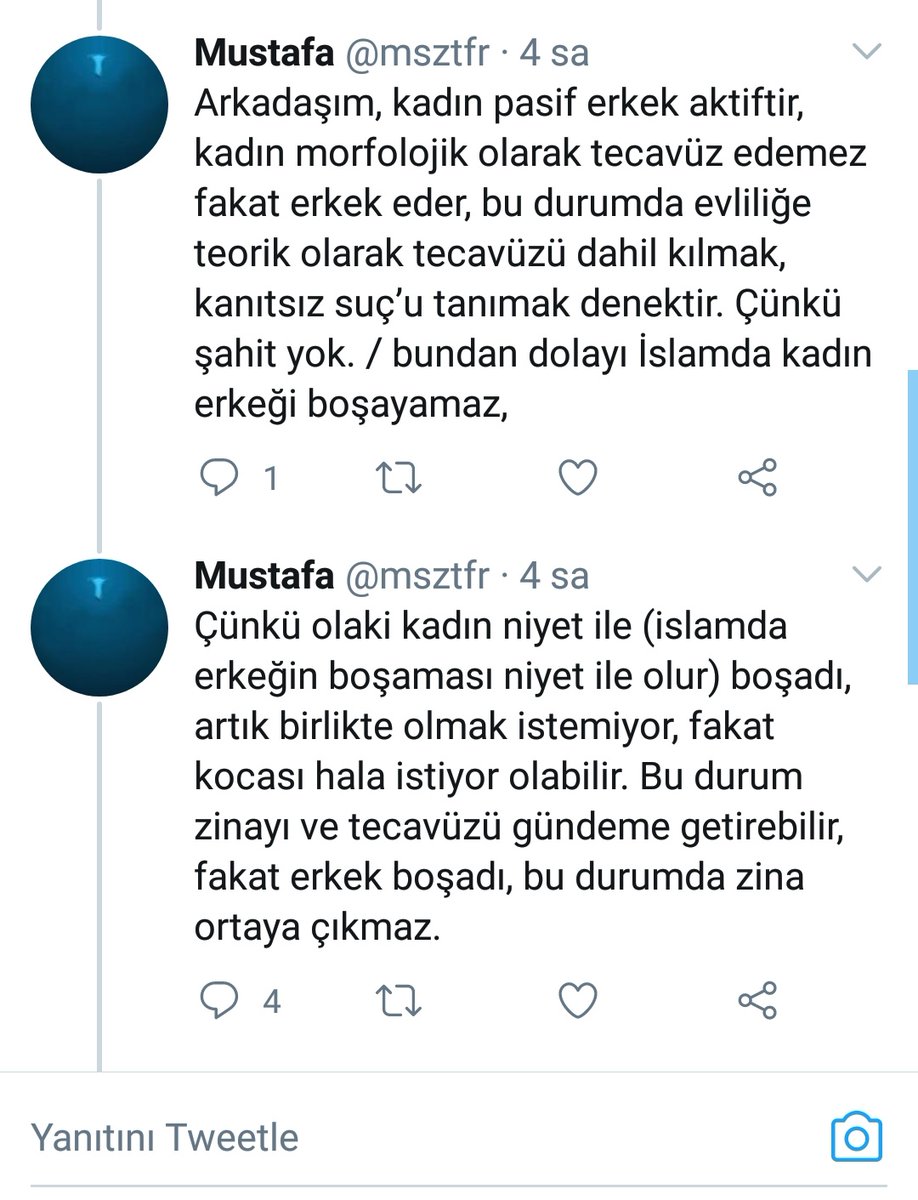 Mustafa @msztfr · 4 sa
Arkadaşım, kadın pasif erkek aktiftir,
kadın morfolojik olarak tecavüz edemez
fakat erkek eder, bu durumda evliliğe
teorik olarak tecavüzü dahil kılmak,
kanıtsız suç’u tanımak denektir. Çünkü
şahit yok. / bundan dolayı İslamda kadın
erkeği boşayamaz,
1
Mustafa @msztfr · 4 sa
Çünkü olaki kadın niyet ile (islamda
erkeğin boşaması niyet ile olur) boşadı,
artık birlikte olmak istemiyor, fakat
kocası hala istiyor olabilir. Bu durum
zinayı ve tecavüzü gündeme getirebilir,
fakat erkek boşadı, bu durumda zina
ortaya çıkmaz.
4
Yanıtını Tweetle